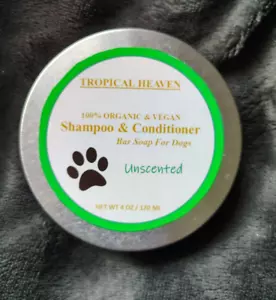 TROPICAL HEAVEN
100% ORGANIC & VEGAN
Shampoo & Conditioner
Bar Soap For Dogs
Unscented
NET WT 4 OZ / 120 ML